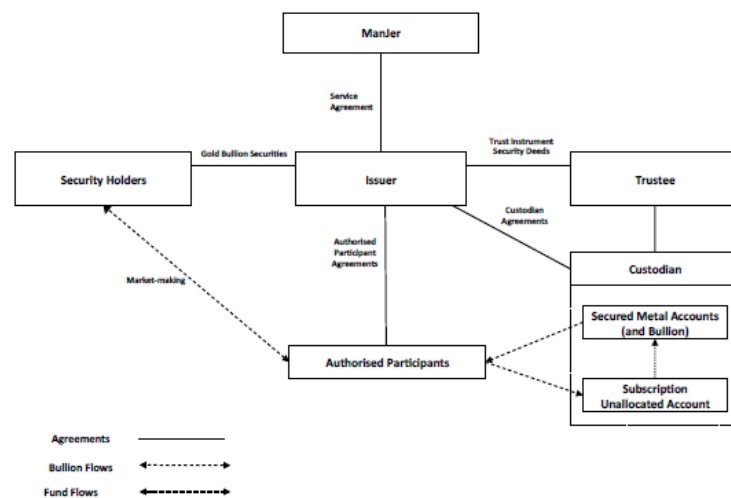 ManJer
Service
Agreement
Gold Bullion Securities
Trust Instrument
Security Deeds
Security Holders
Issuer
Trustee
Custodian
Agreements
Authorised
Participant
Agreements
Custodian
Market-making
Secured Metal Accounts
(and Bullion)
Authorised Participants
Subscription
Unallocated Account
Agreements
Bullion Flows
Fund Flows